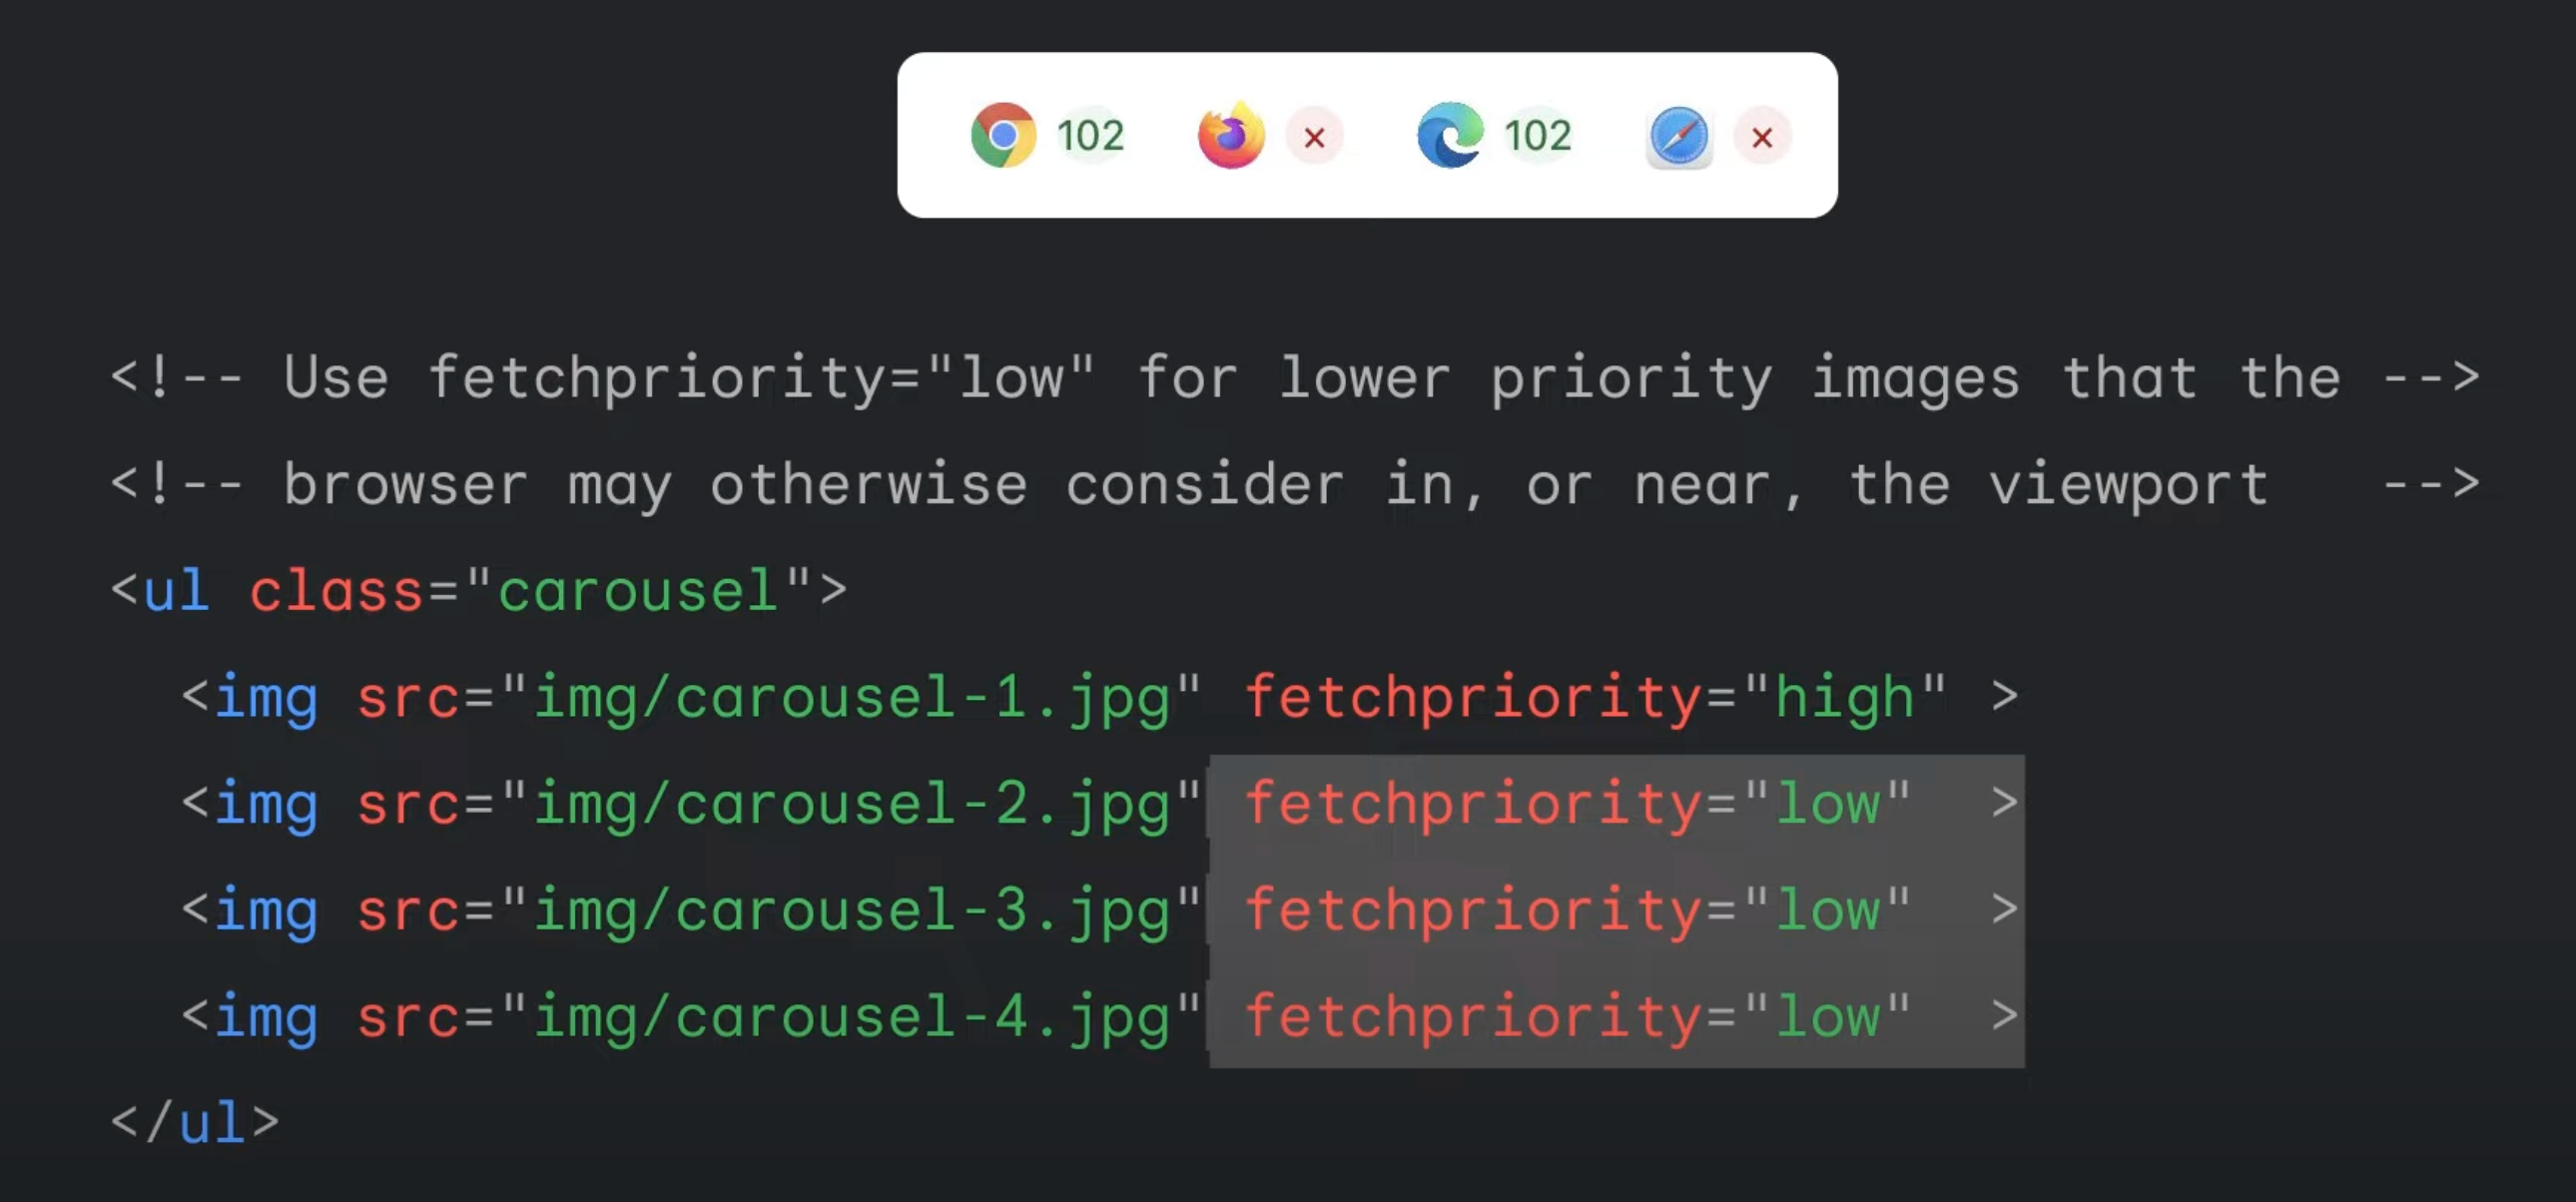 102 × 102 ×
<!-- Use fetchpriority="low" for lower priority images that the -->
<!-- browser may otherwise consider in, or near, the viewport   -->
<ul class="carousel">
  <img src="img/carousel-1.jpg" fetchpriority="high" >
  <img src="img/carousel-2.jpg" fetchpriority="low"  >
  <img src="img/carousel-3.jpg" fetchpriority="low"  >
  <img src="img/carousel-4.jpg" fetchpriority="low"  >
</ul>